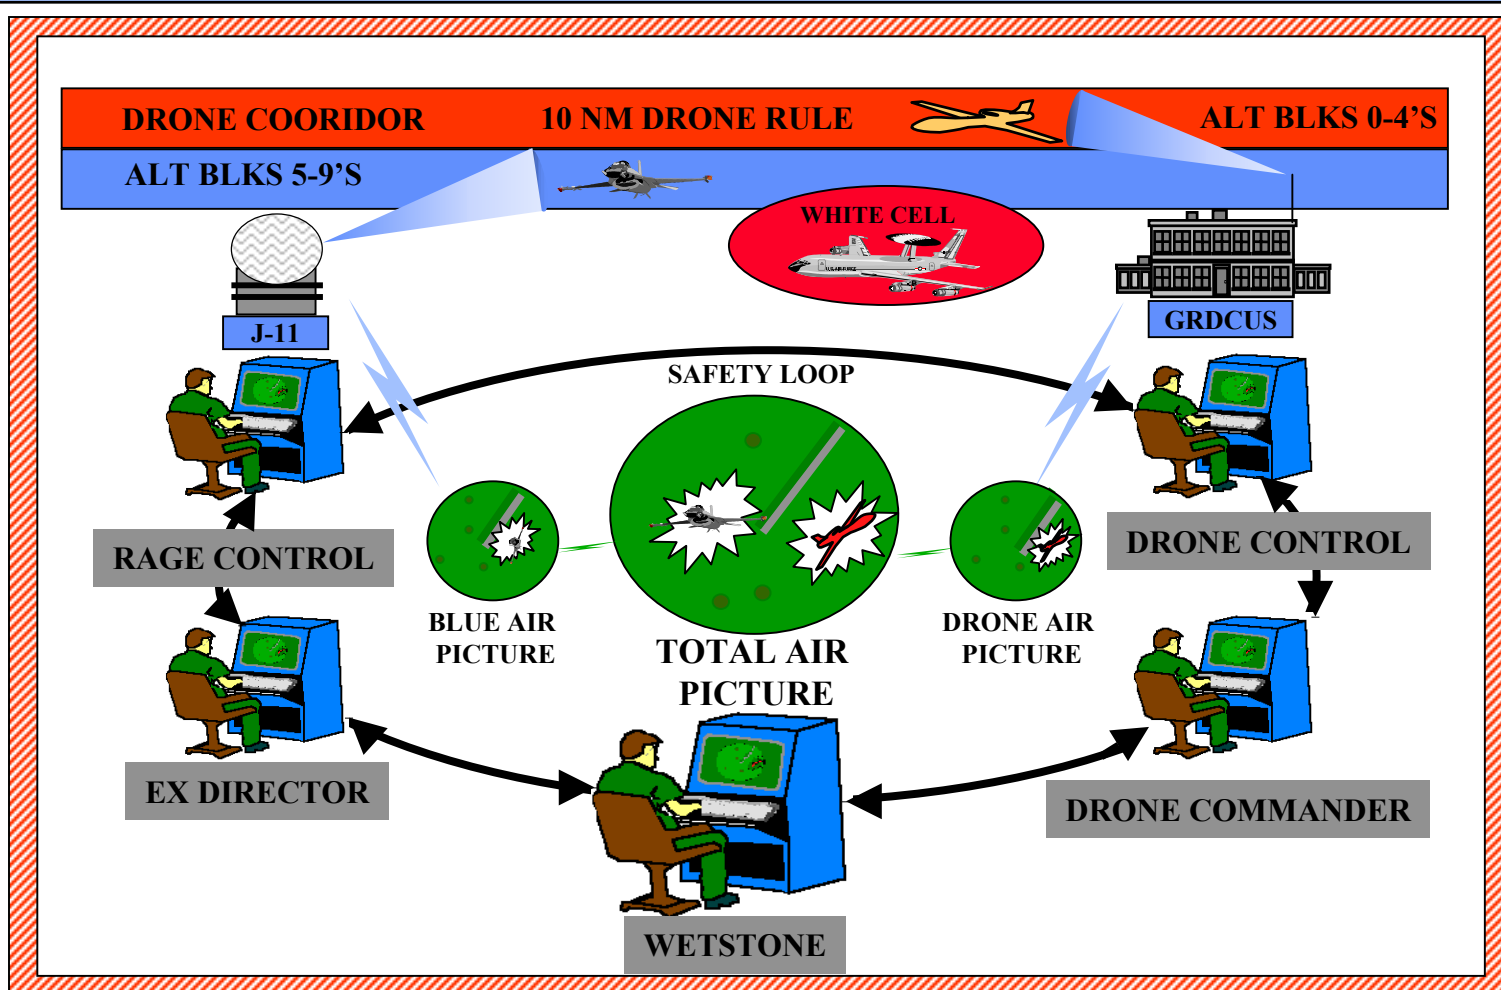 DRONE COORIDOR 10 NM DRONE RULE ALT BLKS 0-4'S
ALT BLKS 5-9'S
WHITE CELL
U.S. AIR FORCE
J-11
GRDCUS
SAFETY LOOP
RAGE CONTROL
DRONE CONTROL
BLUE AIR
PICTURE
TOTAL AIR
PICTURE
DRONE AIR
PICTURE
EX DIRECTOR
DRONE COMMANDER
WETSTONE